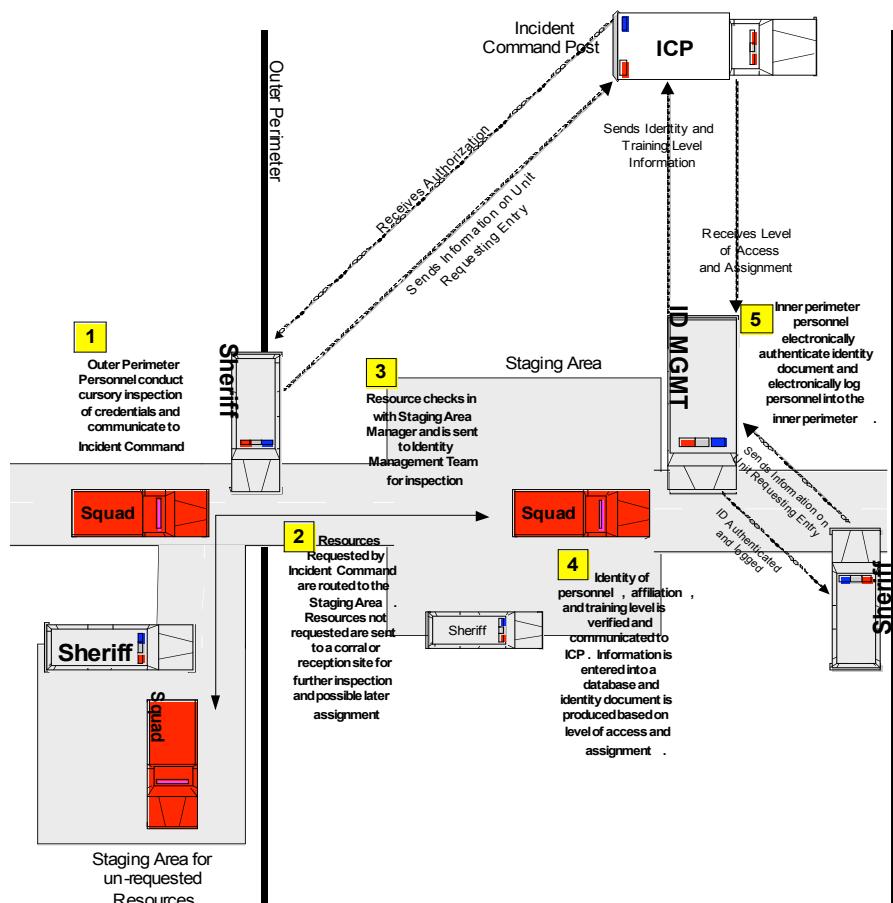 Incident
Command Post
ICP
Outer Perimeter
Receives Authorization
Sends Information on Unit
Requesting Entry
Sends Identity and
Training Level
Information
Receives Level
of Access
and Assignment
1
Outer Perimeter
Personnel conduct
cursory inspection
of credentials and
communicate to
Incident Command
Sheriff
3
Resource checks in
with Staging Area
Manager and is sent
to Identity
Management Team
for inspection
Staging Area
ID MGMT
5
Inner perimeter
personnel
electronically
authenticate identity
document and
electronically log
personnel into the
inner perimeter .
Squad
Squad
Sends Information on
Unit Requesting Entry
ID Authenticated
and logged
Sheriff
2
Resources
Requested by
Incident Command
are routed to the
Staging Area .
Resources not
requested are sent
to a corral or
reception site for
further inspection
and possible later
assignment
4
Identity of
personnel , affiliation ,
and training level is
verified and
communicated to
ICP . Information is
entered into a
database and
identity document is
produced based on
level of access and
assignment .
Sheriff
Sheriff
Squad
Staging Area for
un-requested
Resources